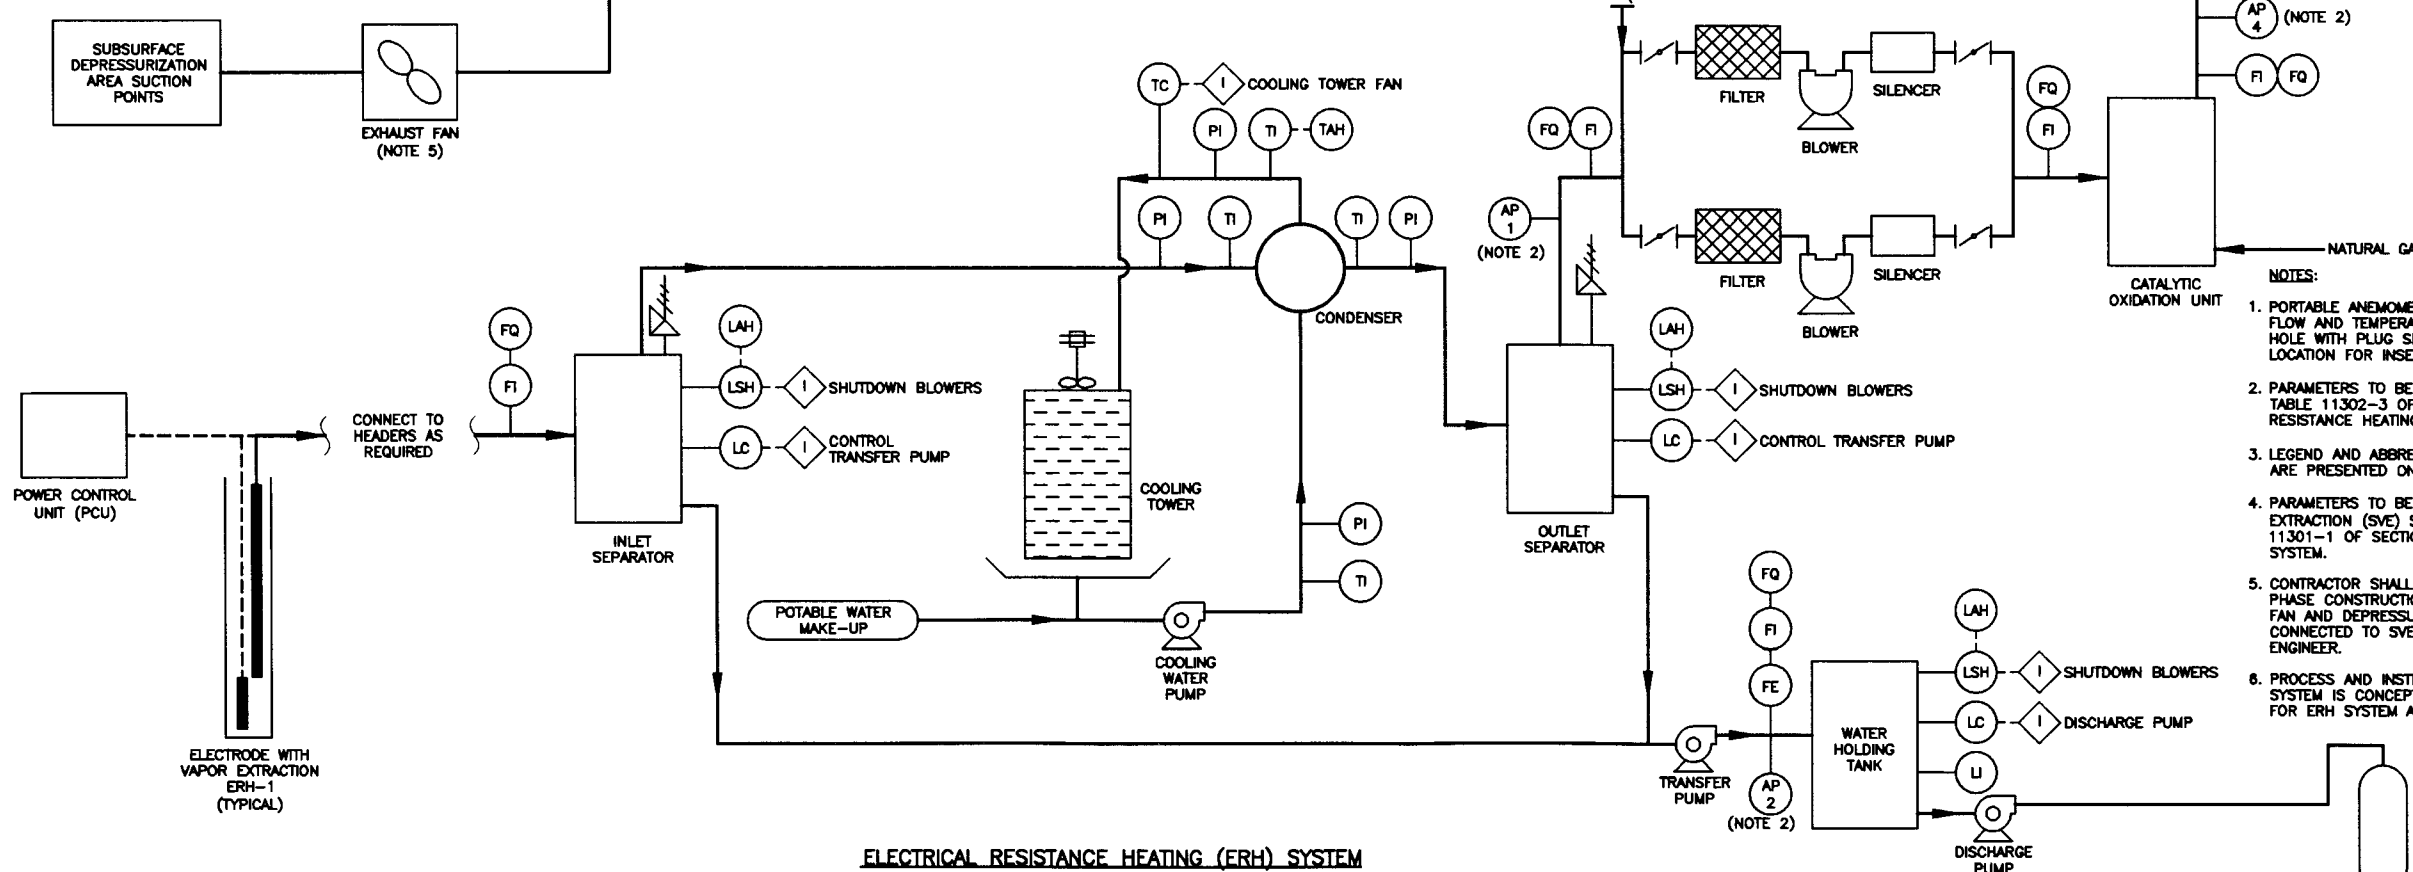 SUBSURFACE
DEPRESSURIZATION
AREA SUCTION
POINTS
EXHAUST FAN
(NOTE 5)
TC
I
COOLING TOWER FAN
PI
TI
TAH
PI
TI
TI
PI
CONDENSER
FQ
FI
AP
1
(NOTE 2)
FILTER
BLOWER
SILENCER
FILTER
BLOWER
SILENCER
FQ
FI
AP
4
(NOTE 2)
FI
FQ
CATALYTIC
OXIDATION UNIT
NATURAL GA
POWER CONTROL
UNIT (PCU)
ELECTRODE WITH
VAPOR EXTRACTION
ERH-1
(TYPICAL)
CONNECT TO
HEADERS AS
REQUIRED
FQ
FI
INLET
SEPARATOR
LAH
LSH
I
SHUTDOWN BLOWERS
LC
I
CONTROL
TRANSFER PUMP
COOLING
TOWER
POTABLE WATER
MAKE-UP
COOLING
WATER
PUMP
PI
TI
OUTLET
SEPARATOR
LAH
LSH
I
SHUTDOWN BLOWERS
LC
I
CONTROL TRANSFER PUMP
TRANSFER
PUMP
FQ
FI
FE
AP
2
(NOTE 2)
WATER
HOLDING
TANK
LAH
LSH
I
SHUTDOWN BLOWERS
LC
I
DISCHARGE PUMP
LI
DISCHARGE
PUMP
NOTES:
1. PORTABLE ANEMOME
FLOW AND TEMPERA
HOLE WITH PLUG S
LOCATION FOR INSE
2. PARAMETERS TO BE
TABLE 11302-3 OF
RESISTANCE HEATING
3. LEGEND AND ABBRE
ARE PRESENTED ON
4. PARAMETERS TO BE
EXTRACTION (SVE) S
11301-1 OF SECTIO
SYSTEM.
5. CONTRACTOR SHALL
PHASE CONSTRUCTIO
FAN AND DEPRESSU
CONNECTED TO SVE
ENGINEER.
6. PROCESS AND INSTI
SYSTEM IS CONCEP
FOR ERH SYSTEM A
ELECTRICAL RESISTANCE HEATING (ERH) SYSTEM